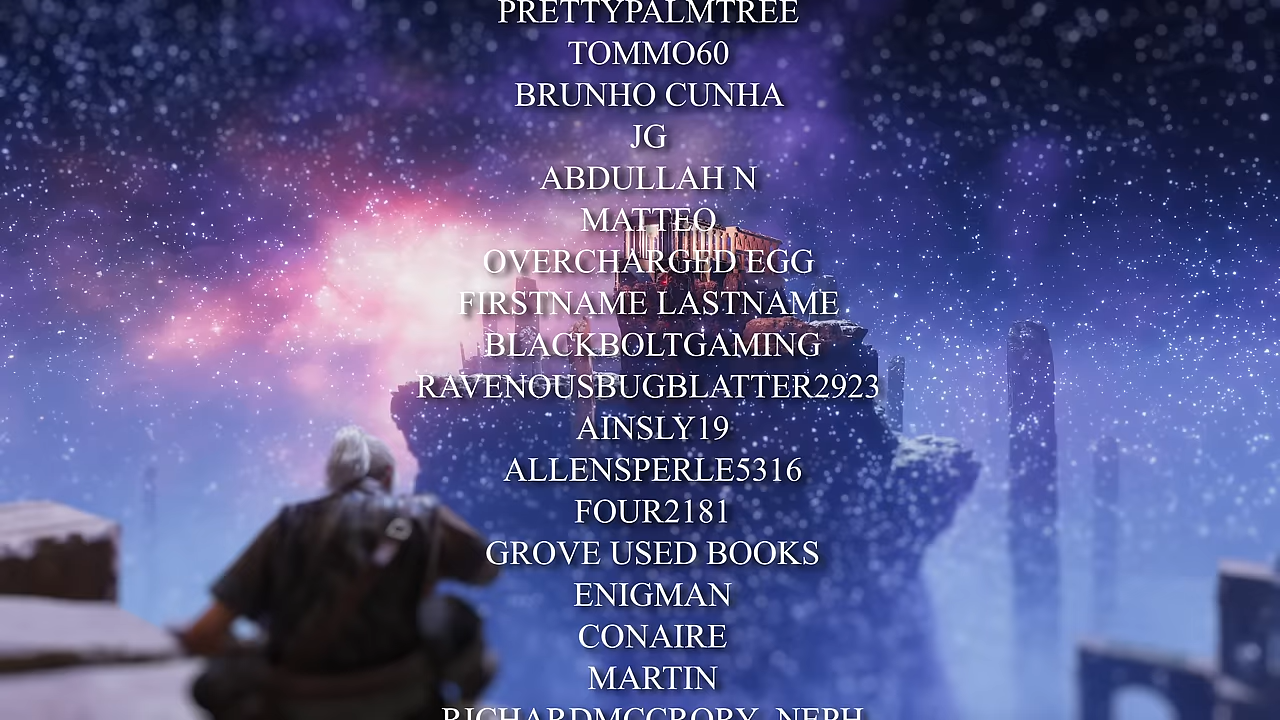 PRETTYPALMTREE
TOMMO60
BRUNHO CUNHA
JG
ABDULLAH N
MATTEO
OVERCHARGED EGG
FIRSTNAME LASTNAME
BLACKBOLTGAMING
RAVENOUSBUGBLATTER2923
AINSLY19
ALLENSPERLE5316
FOUR2181
GROVE USED BOOKS
ENIGMAN
CONAIRE
MARTIN